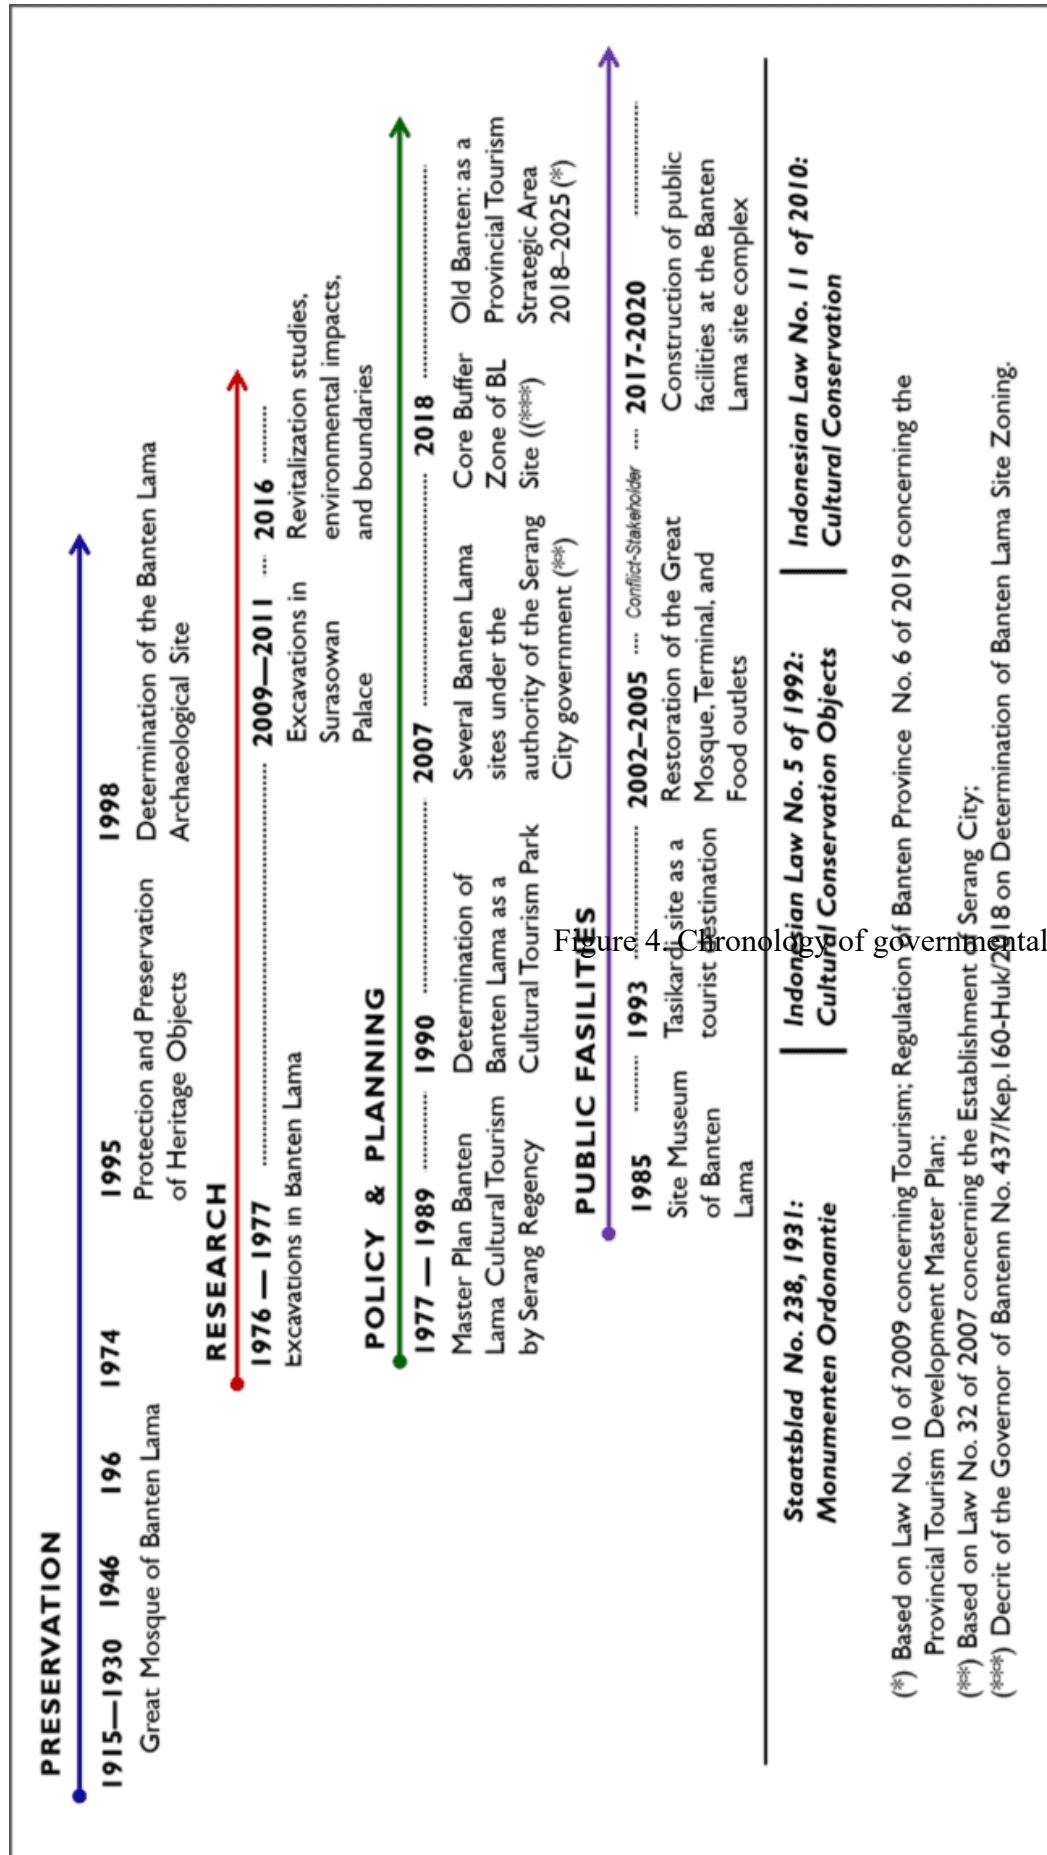 PRESERVATION
1915—1930 1946 196 1974 1995 1998
Great Mosque of Banten Lama
Protection and Preservation
of Heritage Objects
Determination of the Banten Lama
Archaeological Site
RESEARCH
1976 — 1977 2009—2011 2016
Excavations in Banten Lama
Excavations in
Surasowan
Palace
Revitalization studies,
environmental impacts,
and boundaries
POLICY & PLANNING
1977 — 1989 1990 2007 2018
Master Plan Banten
Lama Cultural Tourism
by Serang Regency
Determination of
Banten Lama as a
Cultural Tourism Park
Several Banten Lama
sites under the
authority of the Serang
City government (**)
Core Buffer
Zone of BL
Site ((***)
Old Banten: as a
Provincial Tourism
Strategic Area
2018–2025 (*)
PUBLIC FASILITIES
1985 1993 2002–2005 Conflict-Stakeholder 2017-2020
Site Museum
of Banten
Lama
Tasikardi site as a
tourist destination
Restoration of the Great
Mosque, Terminal, and
Food outlets
Construction of public
facilities at the Banten
Lama site complex
Staatsblad No. 238, 1931:
Monumenten Ordonantie
Indonesian Law No. 5 of 1992:
Cultural Conservation Objects
Indonesian Law No. 11 of 2010:
Cultural Conservation
(*) Based on Law No. 10 of 2009 concerning Tourism; Regulation of Banten Province No. 6 of 2019 concerning the
Provincial Tourism Development Master Plan;
(**) Based on Law No. 32 of 2007 concerning the Establishment of Serang City;
(***) Decrit of the Governor of Bantenn No. 437/Kep.160-Huk/2018 on Determination of Banten Lama Site Zoning.
Figure 4. Chronology of governmental